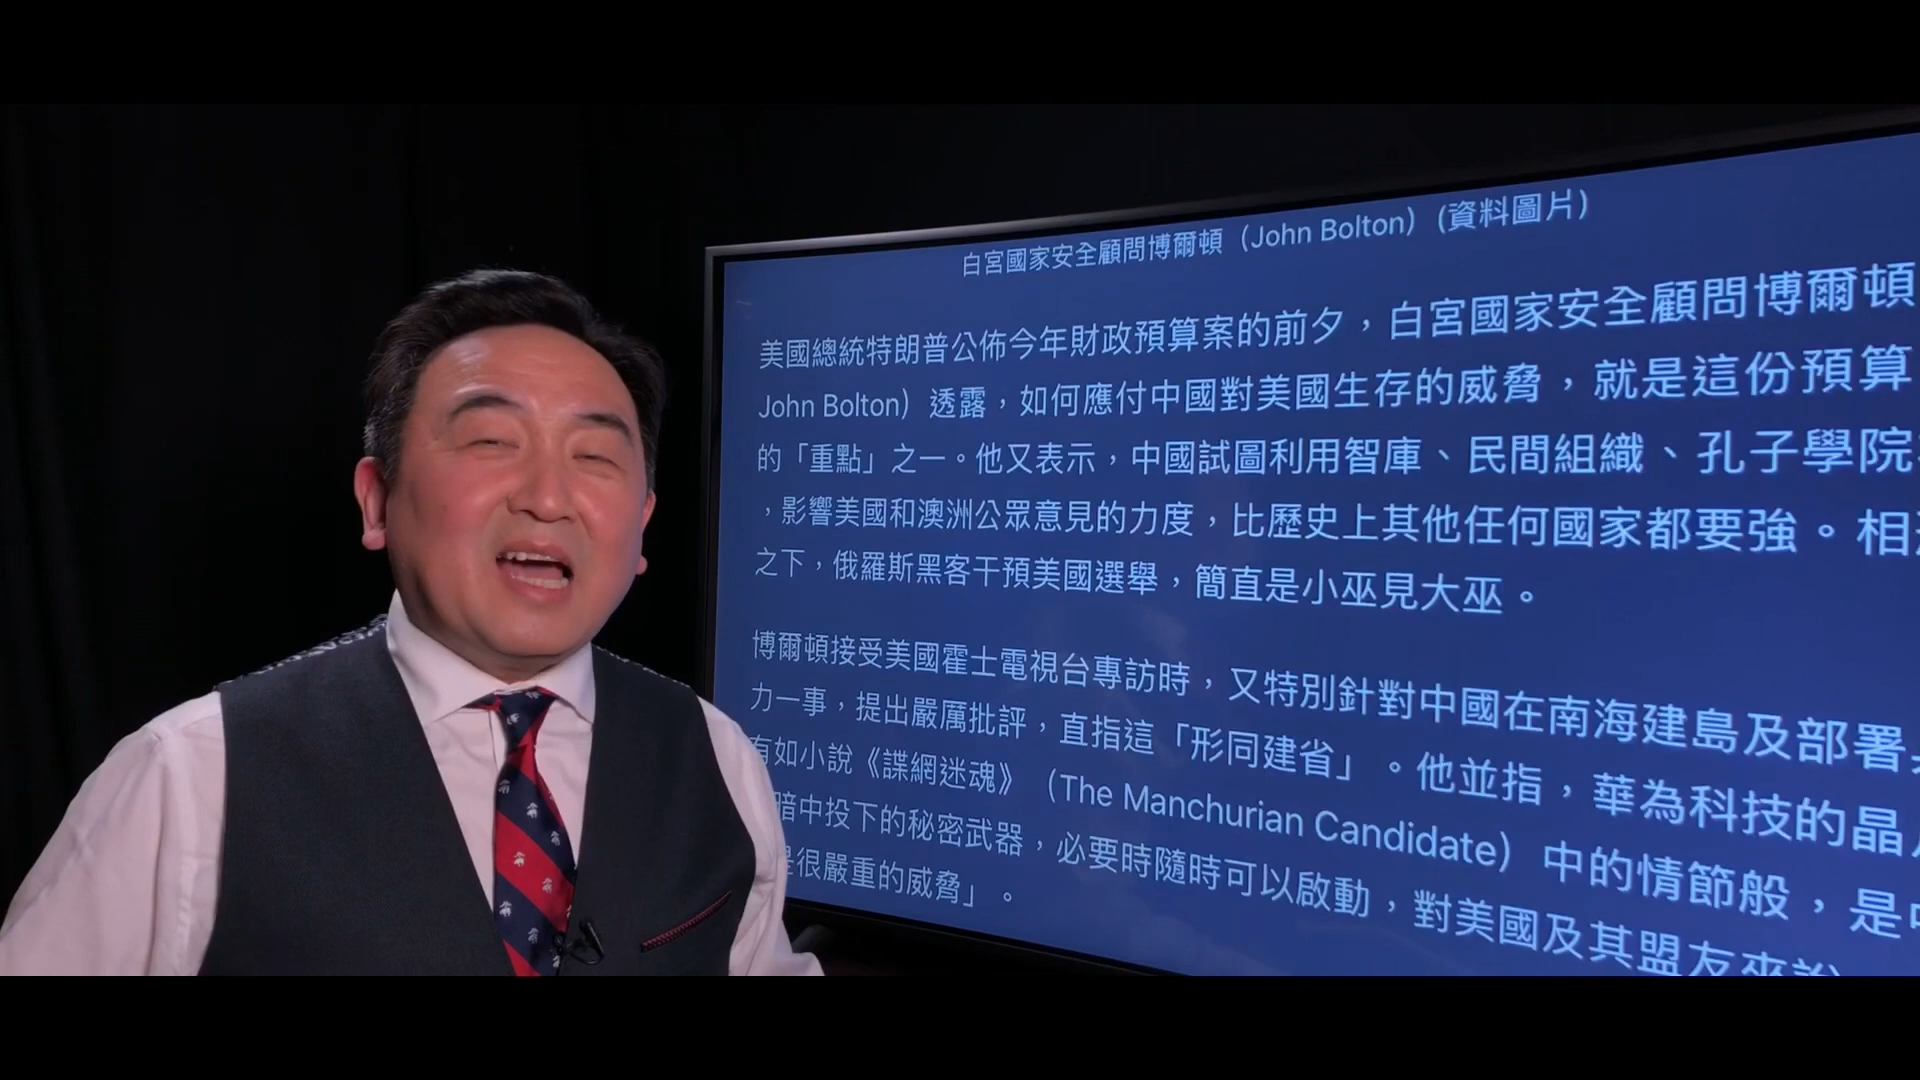 白宮國家安全顧問博爾頓（John Bolton）(資料圖片)
美國總統特朗普公佈今年財政預算案的前夕，白宮國家安全顧問博爾頓
John Bolton）透露，如何應付中國對美國生存的威脅，就是這份預算
的「重點」之一。他又表示，中國試圖利用智庫、民間組織、孔子學院
，影響美國和澳洲公眾意見的力度，比歷史上其他任何國家都要強。相
之下，俄羅斯黑客干預美國選舉，簡直是小巫見大巫。
博爾頓接受美國霍士電視台專訪時，又特別針對中國在南海建島及部署
力一事，提出嚴厲批評，直指這「形同建省」。他並指，華為科技的晶
有如小說《諜網迷魂》（The Manchurian Candidate）中的情節般，是
暗中投下的秘密武器，必要時隨時可以啟動，對美國及其盟友來說
是很嚴重的威脅」。